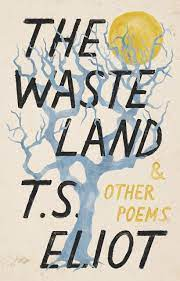 THE
WASTE
LAND
&
T.S. OTHER
POEMS
ELIOT